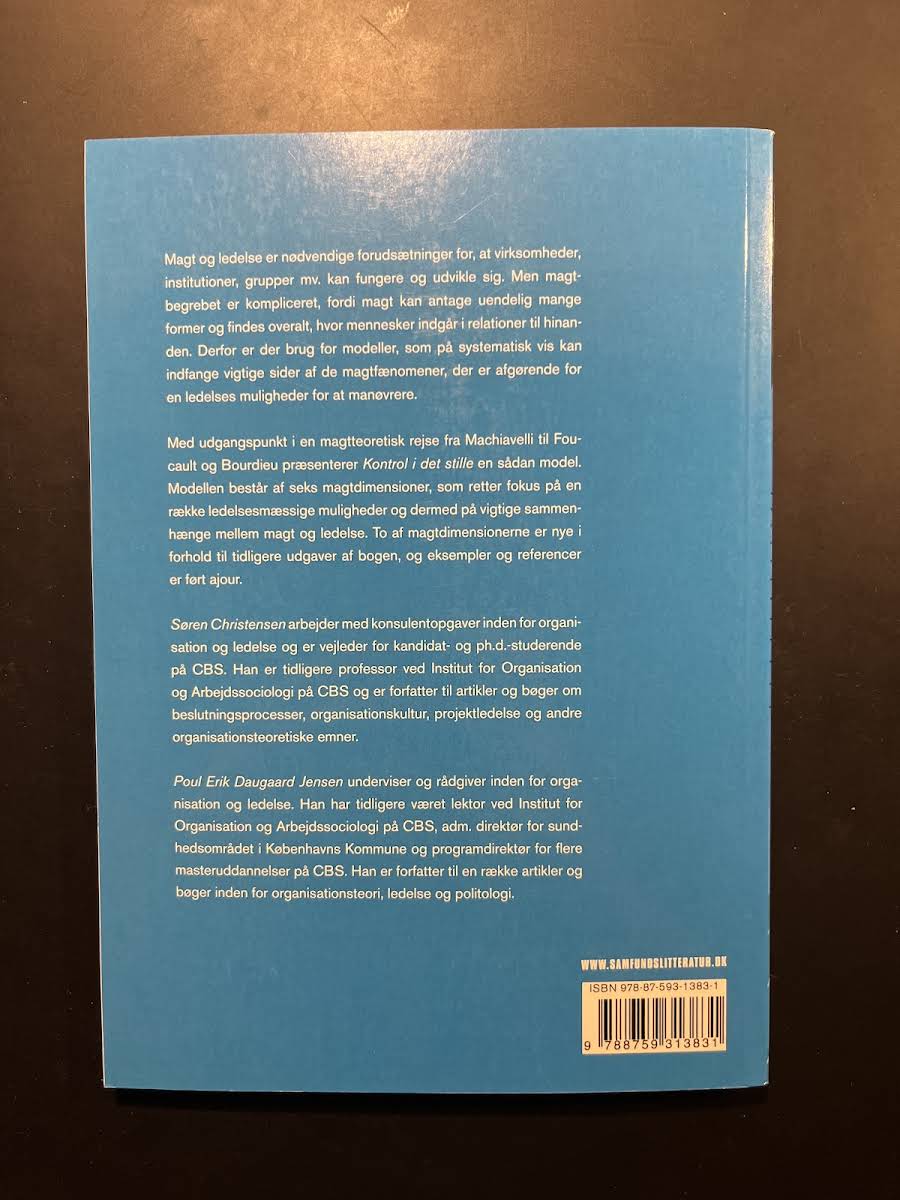 Magt og ledelse er nødvendige forudsætninger for, at virksomheder,
institutioner, grupper mv. kan fungere og udvikle sig. Men magt-
begrebet er kompliceret, fordi magt kan antage uendelig mange
former og findes overalt, hvor mennesker indgår i relationer til hinan-
den. Derfor er der brug for modeller, som på systematisk vis kan
indfange vigtige sider af de magtfænomener, der er afgørende for
en ledelses muligheder for at manøvrere.
Med udgangspunkt i en magtteoretisk rejse fra Machiavelli til Fou-
cault og Bourdieu præsenterer Kontrol i det stille en sådan model.
Modellen består af seks magtdimensioner, som retter fokus på en
række ledelsesmæssige muligheder og dermed på vigtige sammen-
hænge mellem magt og ledelse. To af magtdimensionerne er nye i
forhold til tidligere udgaver af bogen, og eksempler og referencer
er ført ajour.
Søren Christensen arbejder med konsulentopgaver inden for organi-
sation og ledelse og er vejleder for kandidat- og ph.d.-studerende
på CBS. Han er tidligere professor ved Institut for Organisation
og Arbejdssociologi på CBS og er forfatter til artikler og bøger om
beslutningsprocesser, organisationskultur, projektledelse og andre
organisationsteoretiske emner.
Poul Erik Daugaard Jensen underviser og rådgiver inden for orga-
nisation og ledelse. Han har tidligere været lektor ved Institut for
Organisation og Arbejdssociologi på CBS, adm. direktør for sund-
hedsområdet i Københavns Kommune og programdirektør for flere
masteruddannelser på CBS. Han er forfatter til en række artikler og
bøger inden for organisationsteori, ledelse og politologi.
WWW.SAMFUNDSLITTERATUR.DK
ISBN 978-87-593-1383-1
9 788759 313831